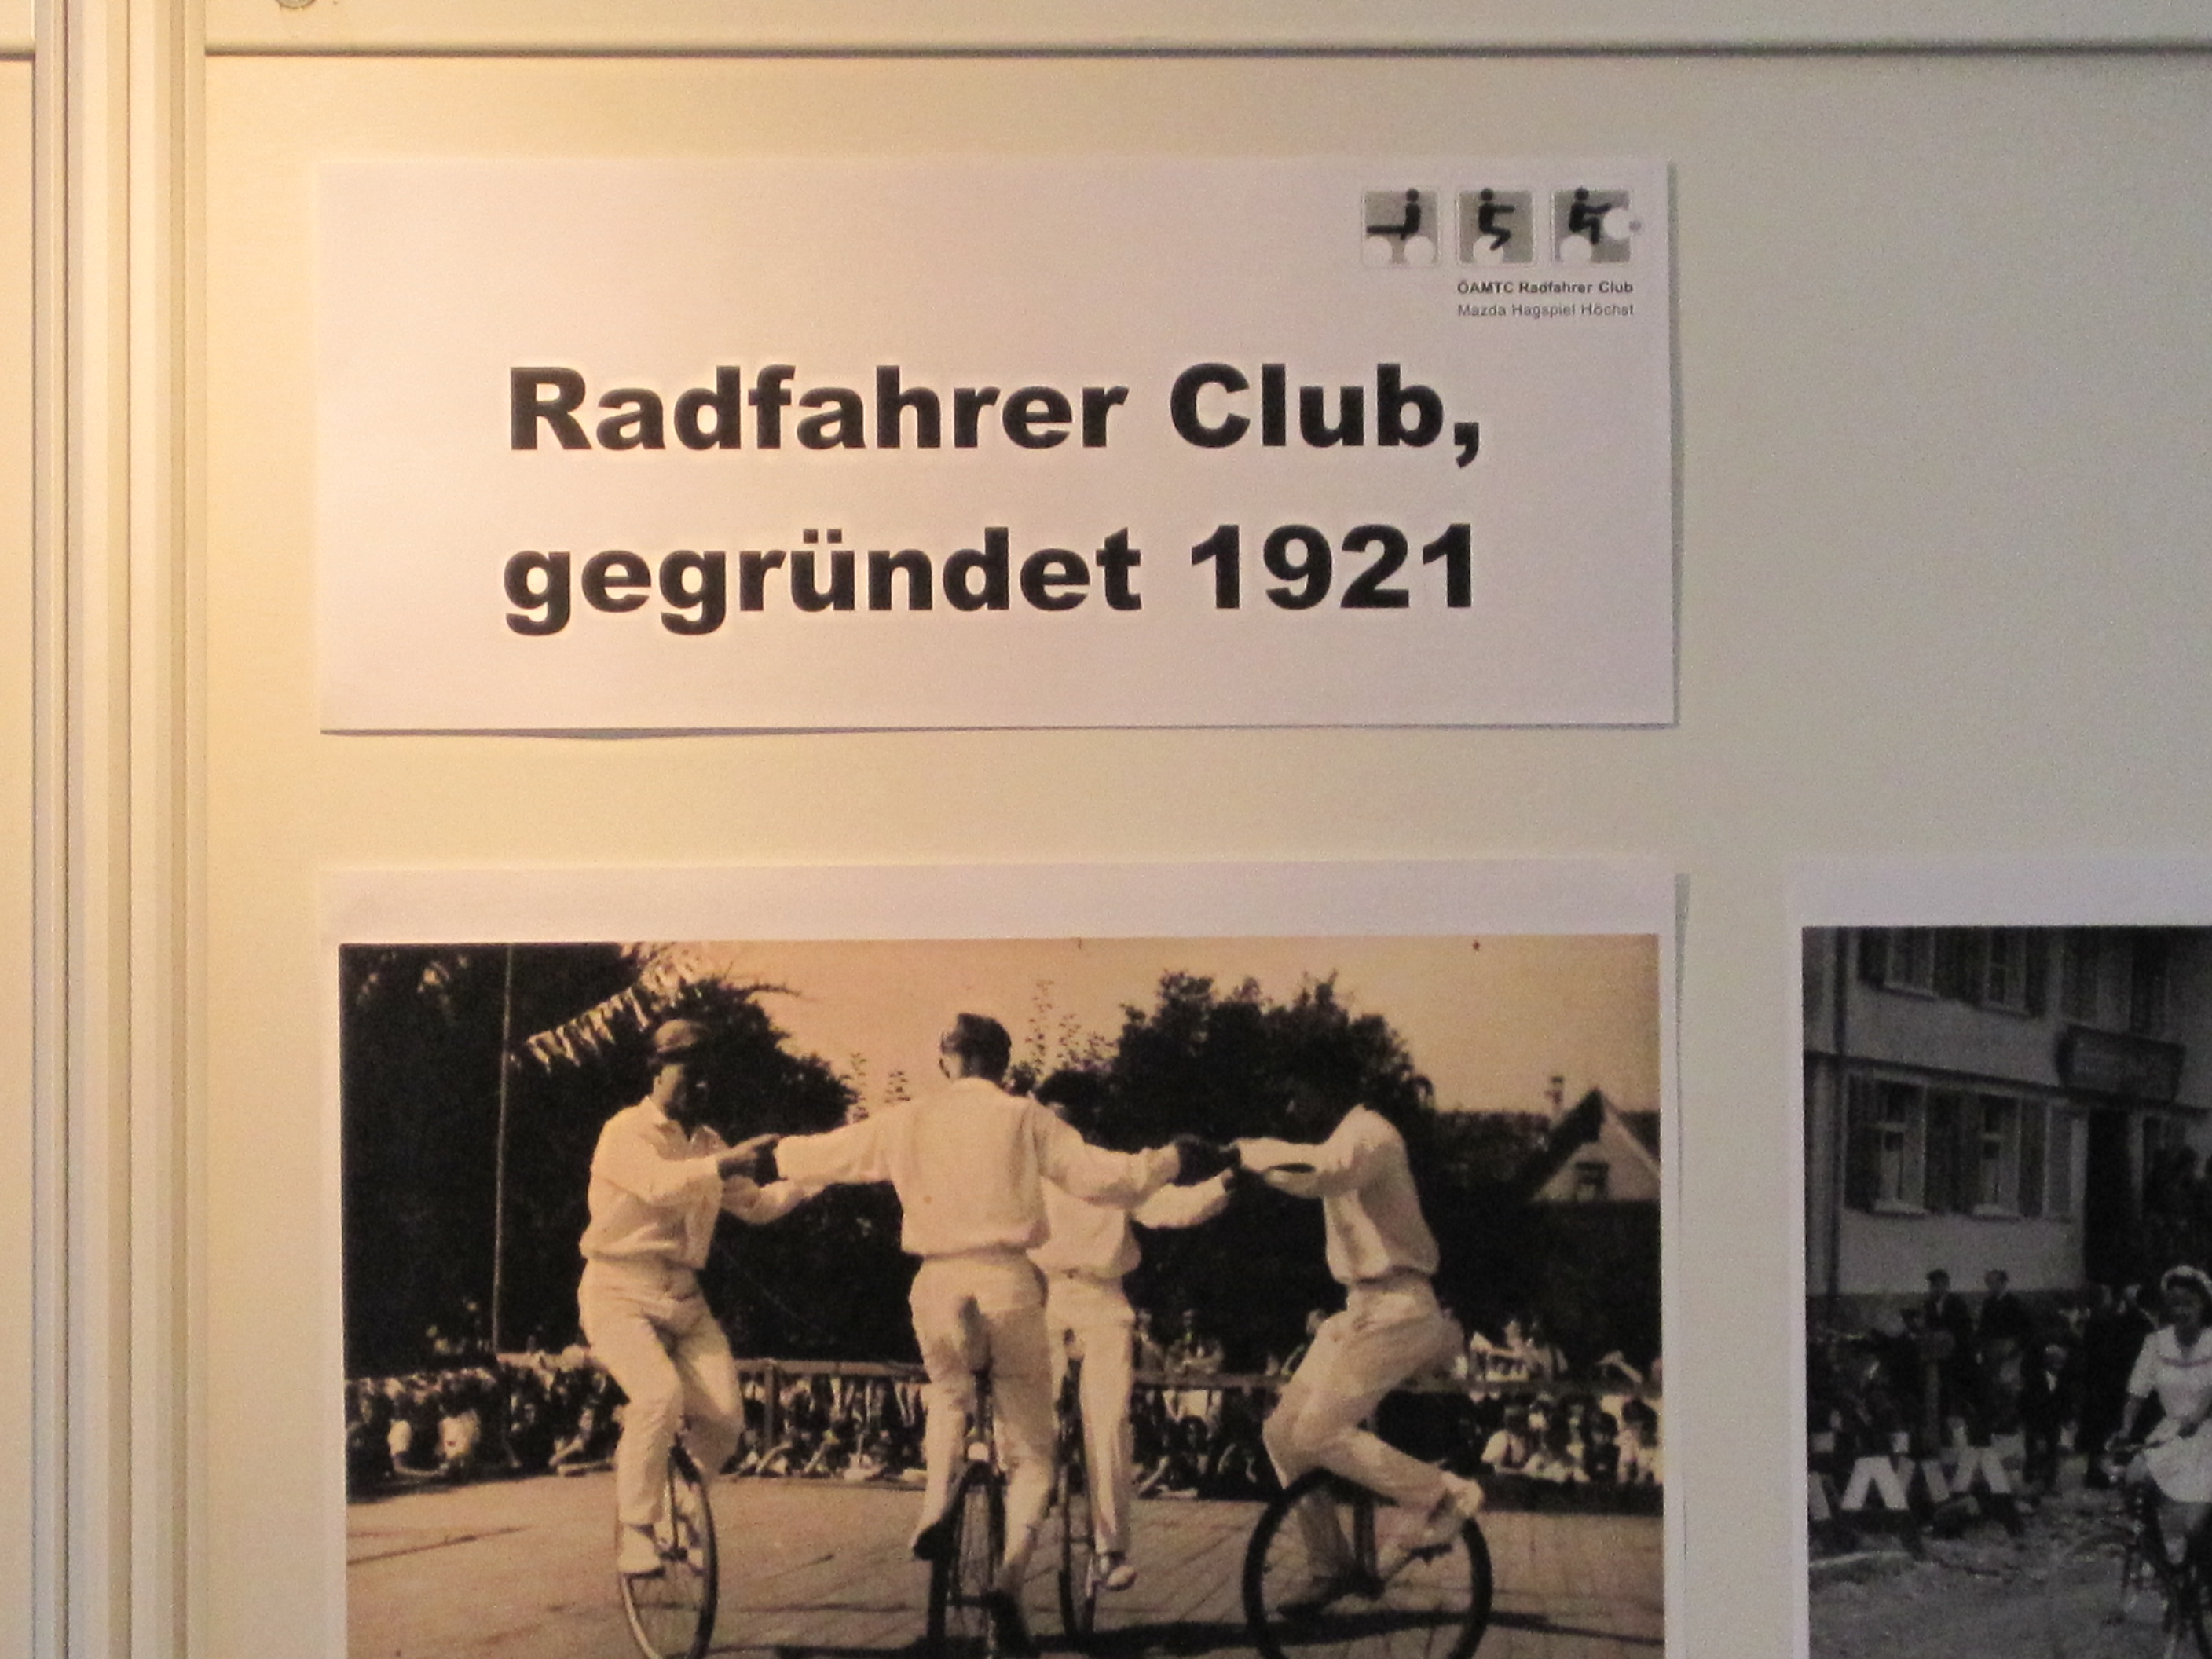 ÖAMTC Radfahrer Club
Mazda Hagspiel Höchst
Radfahrer Club,
gegründet 1921